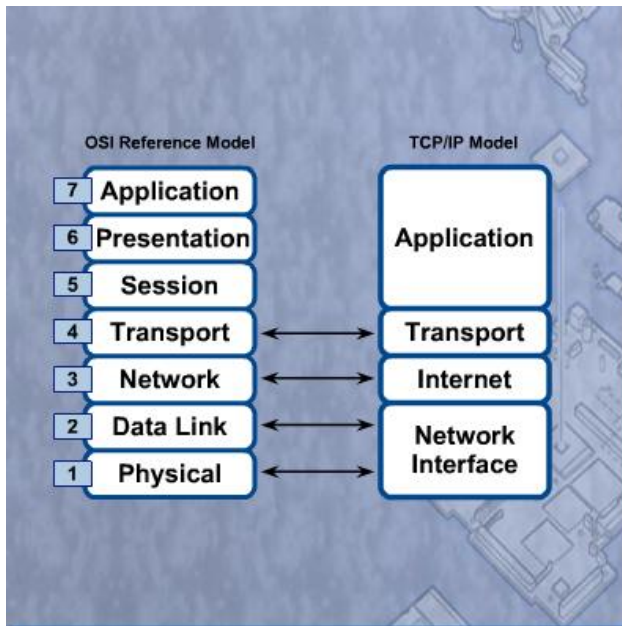 OSI Reference Model
7 Application
6 Presentation
5 Session
4 Transport
3 Network
2 Data Link
1 Physical
TCP/IP Model
Application
Transport
Internet
Network
Interface